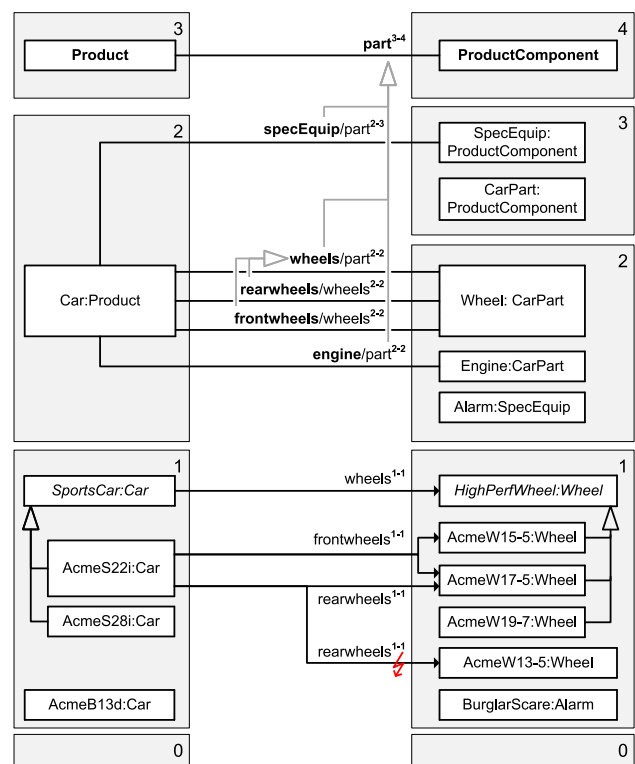 3
4
part3-4
Product
ProductComponent
2
3
specEquip/part2-3
SpecEquip:
ProductComponent
CarPart:
ProductComponent
2
wheels/part2-2
rearwheels/wheels2-2
frontwheels/wheels2-2
Car:Product
Wheel: CarPart
engine/part2-2
Engine:CarPart
Alarm:SpecEquip
1
1
wheels1-1
SportsCar:Car
HighPerfWheel:Wheel
frontwheels1-1
AcmeW15-5:Wheel
AcmeS22i:Car
AcmeW17-5:Wheel
rearwheels1-1
AcmeS28i:Car
AcmeW19-7:Wheel
rearwheels1-1
AcmeW13-5:Wheel
AcmeB13d:Car
BurglarScare:Alarm
0
0